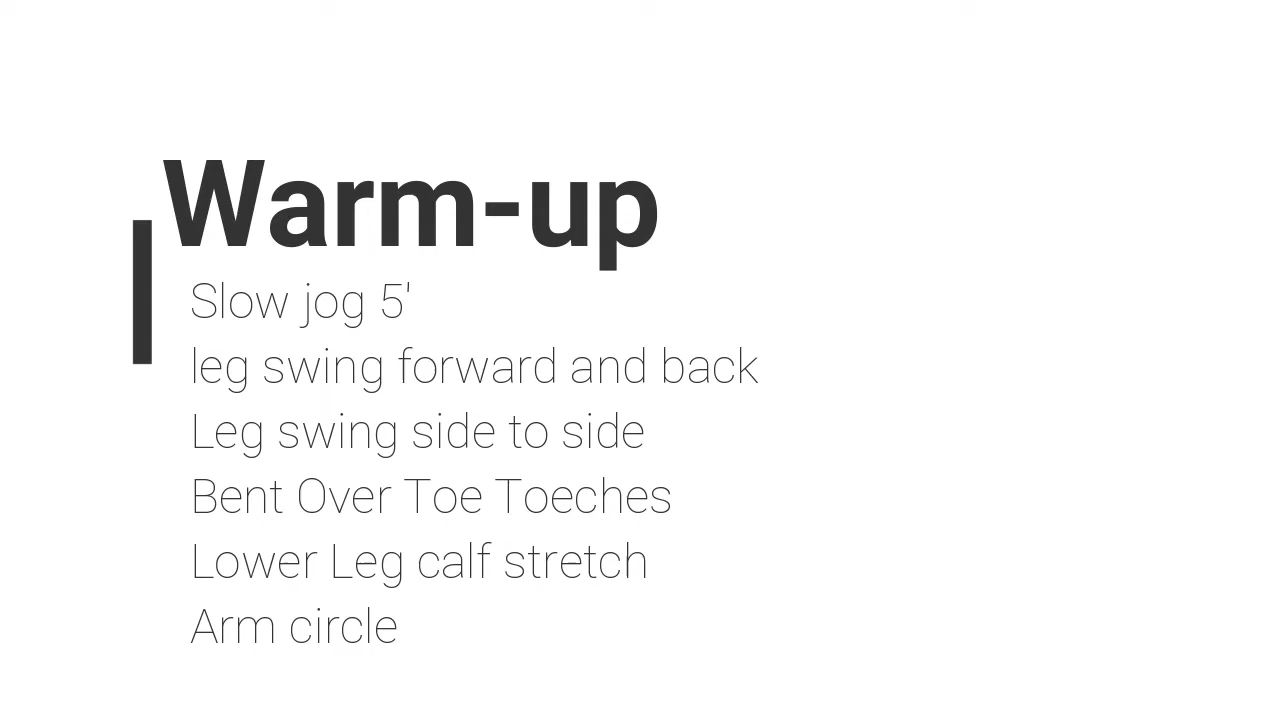 Warm-up
Slow jog 5'
leg swing forward and back
Leg swing side to side
Bent Over Toe Toeches
Lower Leg calf stretch
Arm circle